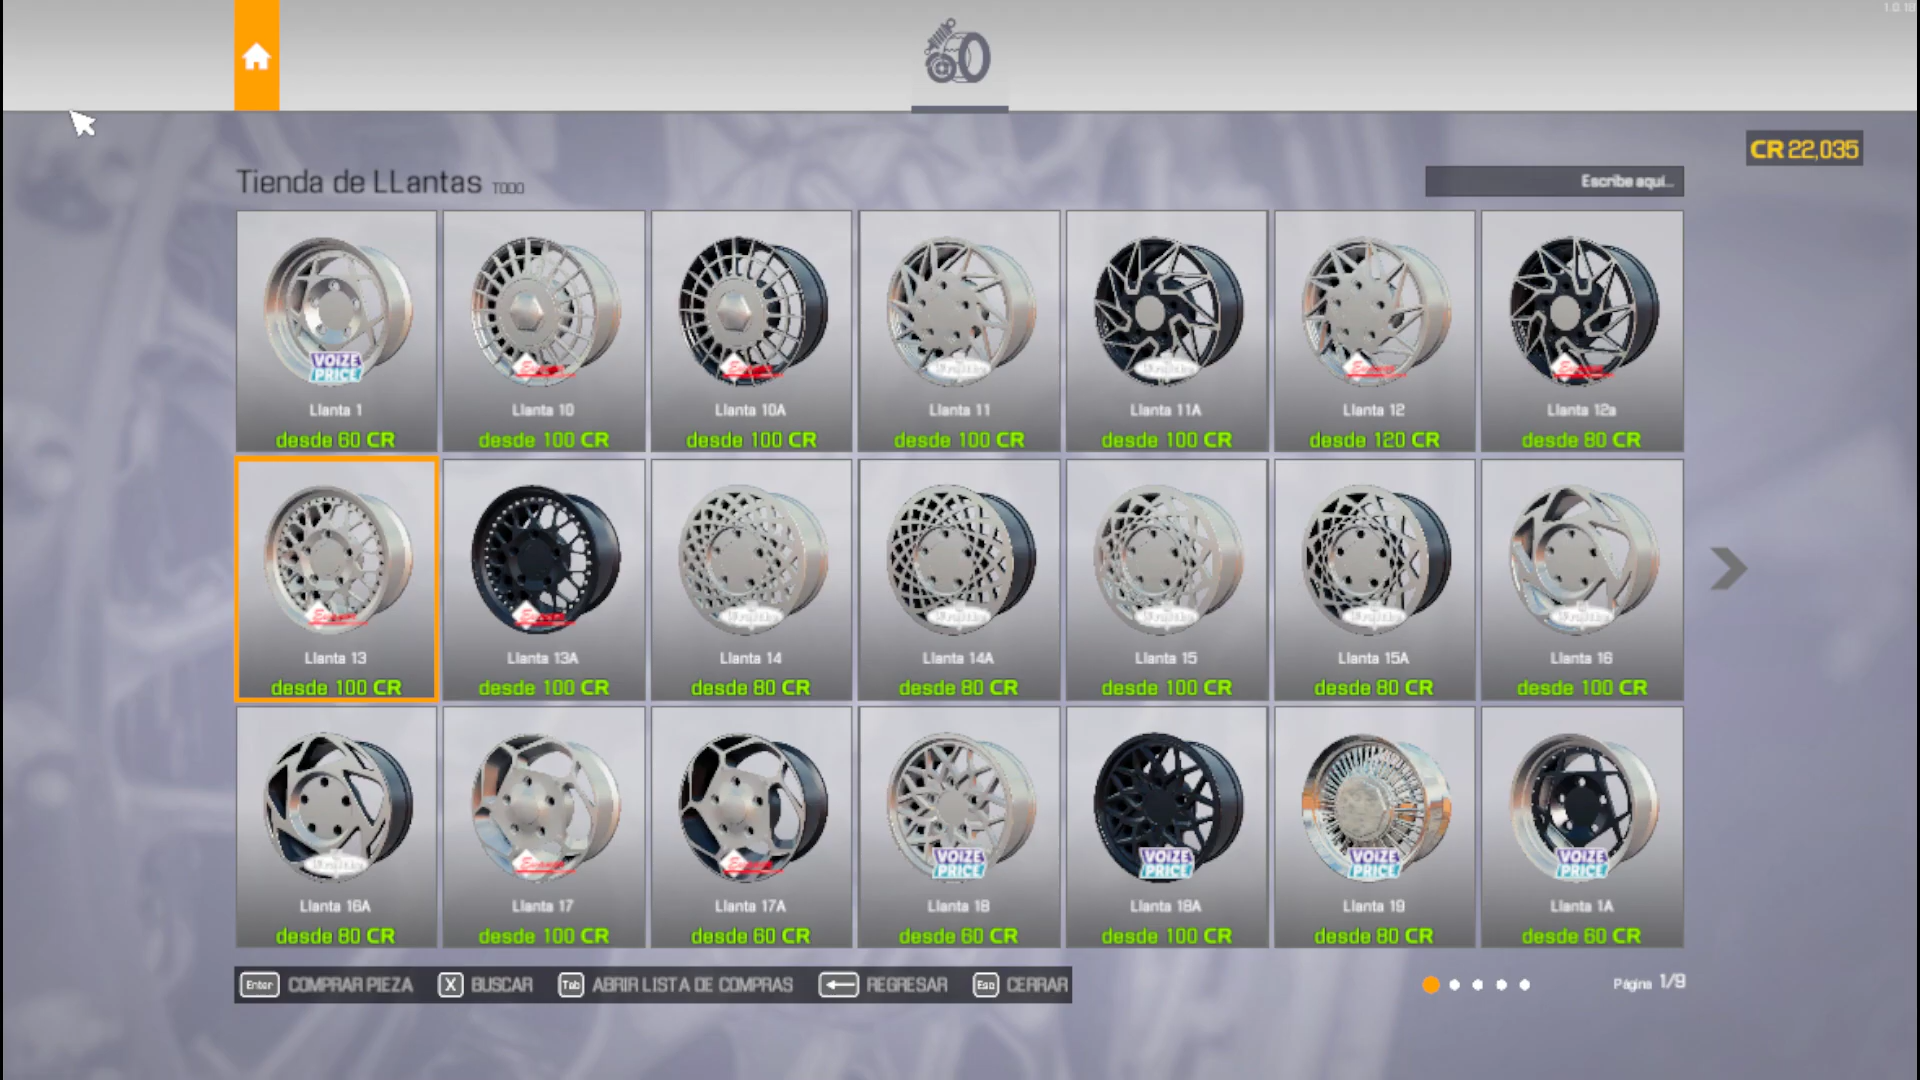 1.0.18
CR 22,035
Tienda de LLantas TODO
Escribe aquí...
Llanta 1
desde 60 CR
Llanta 10
desde 100 CR
Llanta 10A
desde 100 CR
Llanta 11
desde 100 CR
Llanta 11A
desde 100 CR
Llanta 12
desde 120 CR
Llanta 12a
desde 80 CR
VOIZE
PRICE
Llanta 13
desde 100 CR
Llanta 13A
desde 100 CR
Llanta 14
desde 80 CR
Llanta 14A
desde 80 CR
Llanta 15
desde 100 CR
Llanta 15A
desde 80 CR
Llanta 16
desde 100 CR
Llanta 16A
desde 80 CR
Llanta 17
desde 100 CR
Llanta 17A
desde 60 CR
VOIZE
PRICE
Llanta 18
desde 60 CR
VOIZE
PRICE
Llanta 18A
desde 100 CR
VOIZE
PRICE
Llanta 19
desde 80 CR
VOIZE
PRICE
Llanta 1A
desde 60 CR
Enter COMPRAR PIEZA X BUSCAR Tab ABRIR LISTA DE COMPRAS REGRESAR Esc CERRAR
Página 1/9